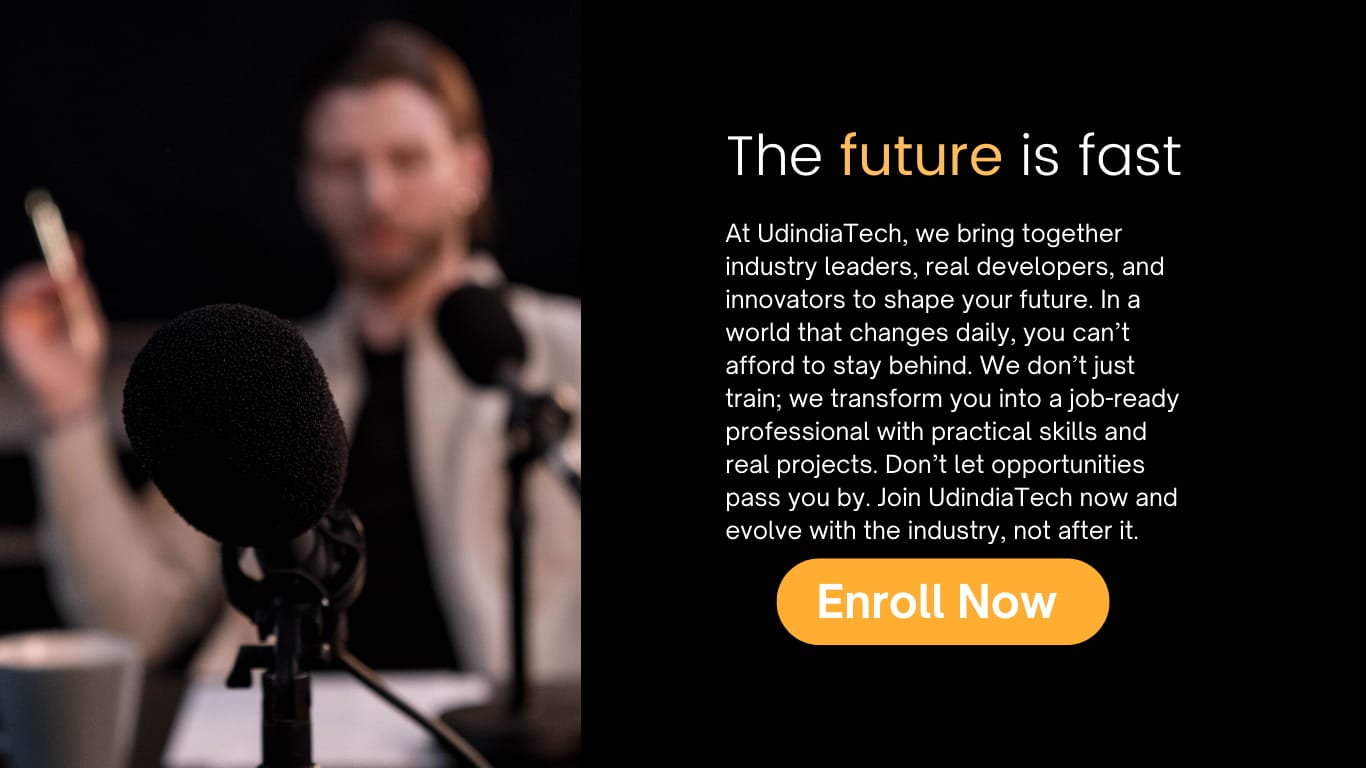 The future is fast
At UdindiaTech, we bring together
industry leaders, real developers, and
innovators to shape your future. In a
world that changes daily, you can’t
afford to stay behind. We don’t just
train; we transform you into a job-ready
professional with practical skills and
real projects. Don’t let opportunities
pass you by. Join UdindiaTech now and
evolve with the industry, not after it.
Enroll Now